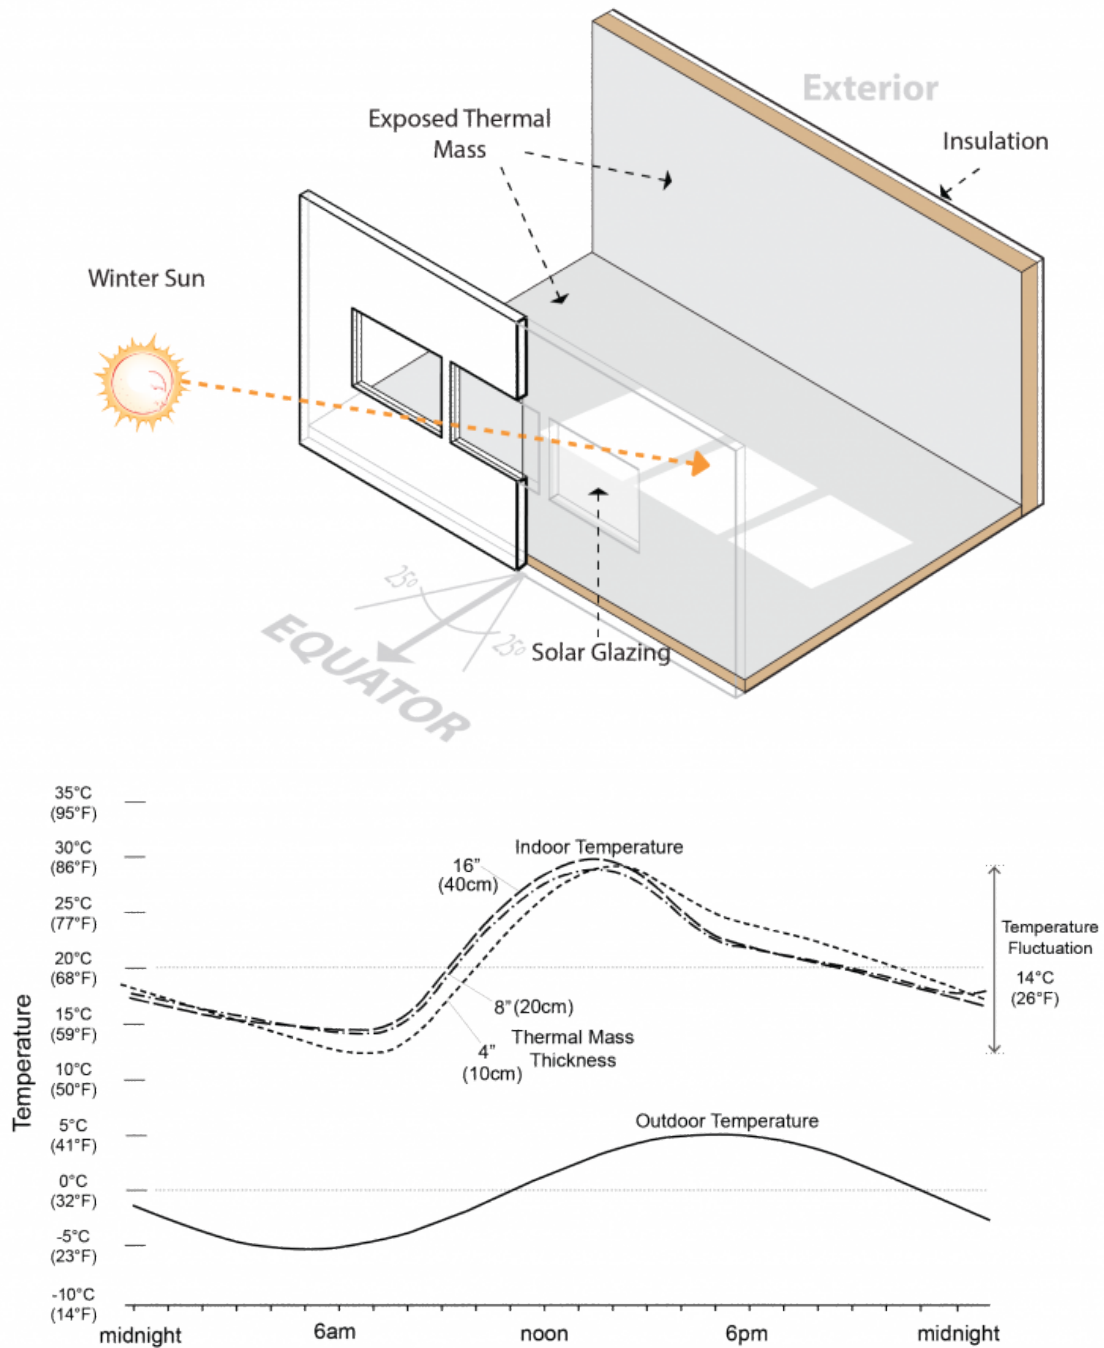 Exterior
Exposed Thermal
Mass
Insulation
Winter Sun
25°
25°
EQUATOR
Solar Glazing
35°C
(95°F)
30°C
(86°F)
25°C
(77°F)
20°C
(68°F)
15°C
(59°F)
10°C
(50°F)
5°C
(41°F)
0°C
(32°F)
-5°C
(23°F)
-10°C
(14°F)
Temperature
Indoor Temperature
16”
(40cm)
8”(20cm)
4”
(10cm)
Thermal Mass
Thickness
Temperature
Fluctuation
14°C
(26°F)
Outdoor Temperature
midnight
6am
noon
6pm
midnight